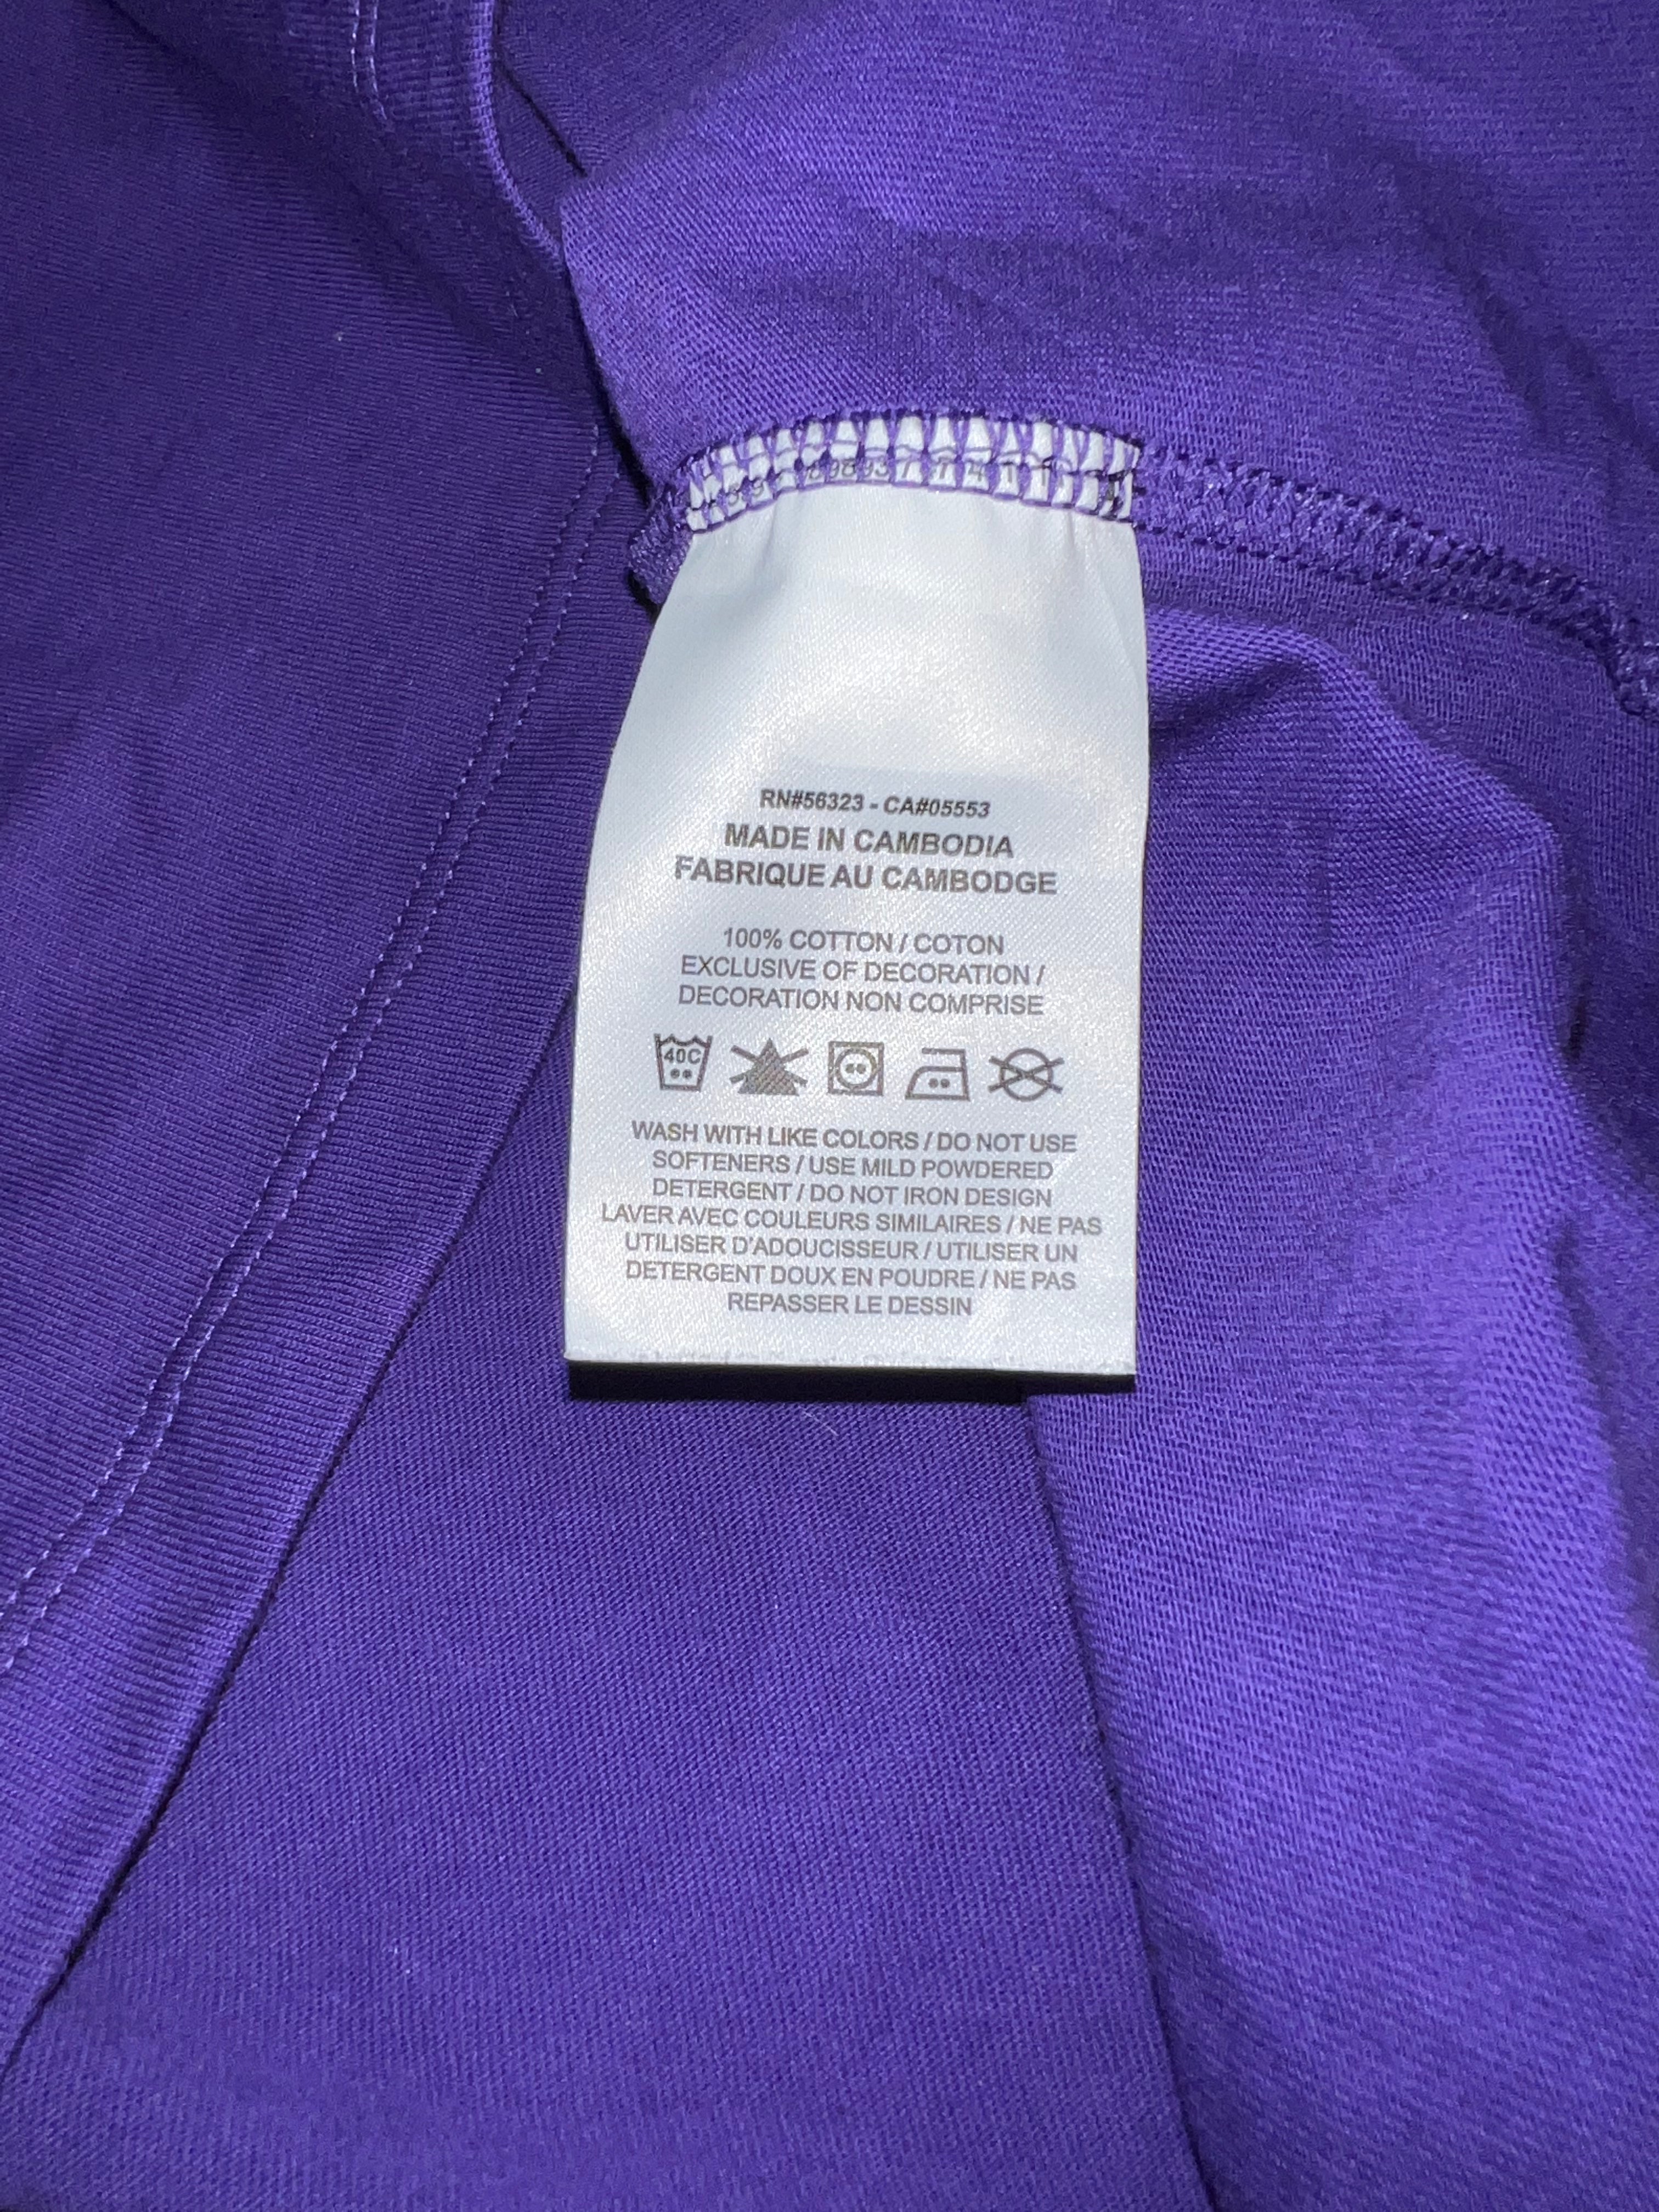 RN#56323 - CA#05553
MADE IN CAMBODIA
FABRIQUE AU CAMBODGE
100% COTTON / COTON
EXCLUSIVE OF DECORATION /
DECORATION NON COMPRISE
40C
WASH WITH LIKE COLORS / DO NOT USE
SOFTENERS / USE MILD POWDERED
DETERGENT / DO NOT IRON DESIGN
LAVER AVEC COULEURS SIMILAIRES / NE PAS
UTILISER D'ADOUCISSEUR / UTILISER UN
DETERGENT DOUX EN POUDRE / NE PAS
REPASSER LE DESSIN